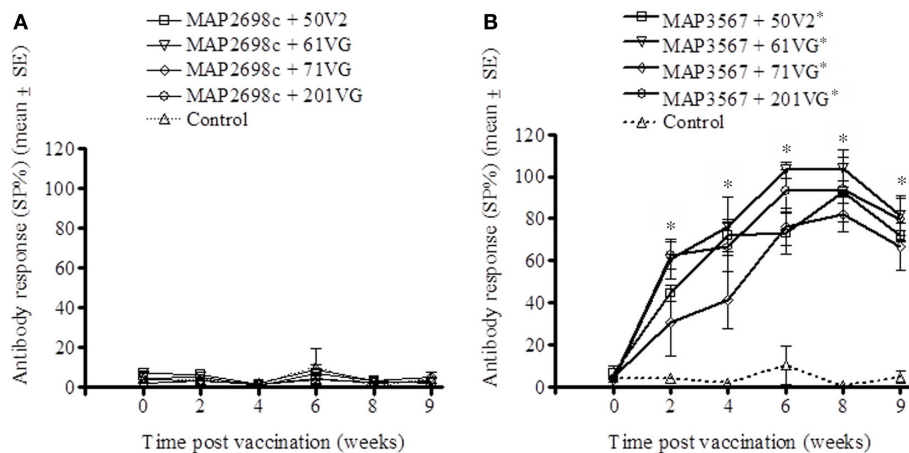 A
MAP2698c + 50V2
MAP2698c + 61VG
MAP2698c + 71VG
MAP2698c + 201VG
Control
Antibody response (SP%) (mean ± SE)
120
100
80
60
40
20
0
0 2 4 6 8 9
Time post vaccination (weeks)
B
MAP3567 + 50V2*
MAP3567 + 61VG*
MAP3567 + 71VG*
MAP3567 + 201VG*
Control
Antibody response (SP%) (mean ± SE)
120
100
80
60
40
20
0
* * * * *
0 2 4 6 8 9
Time post vaccination (weeks)